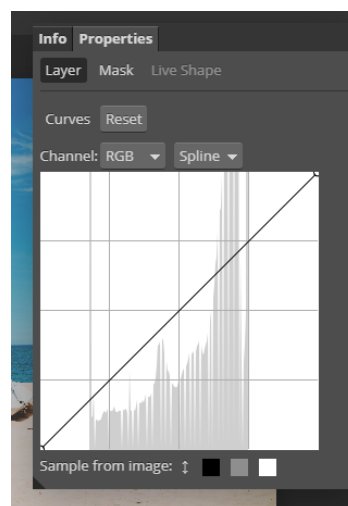 Info Properties
Layer Mask Live Shape
Curves Reset
Channel: RGB Spline
Sample from image: